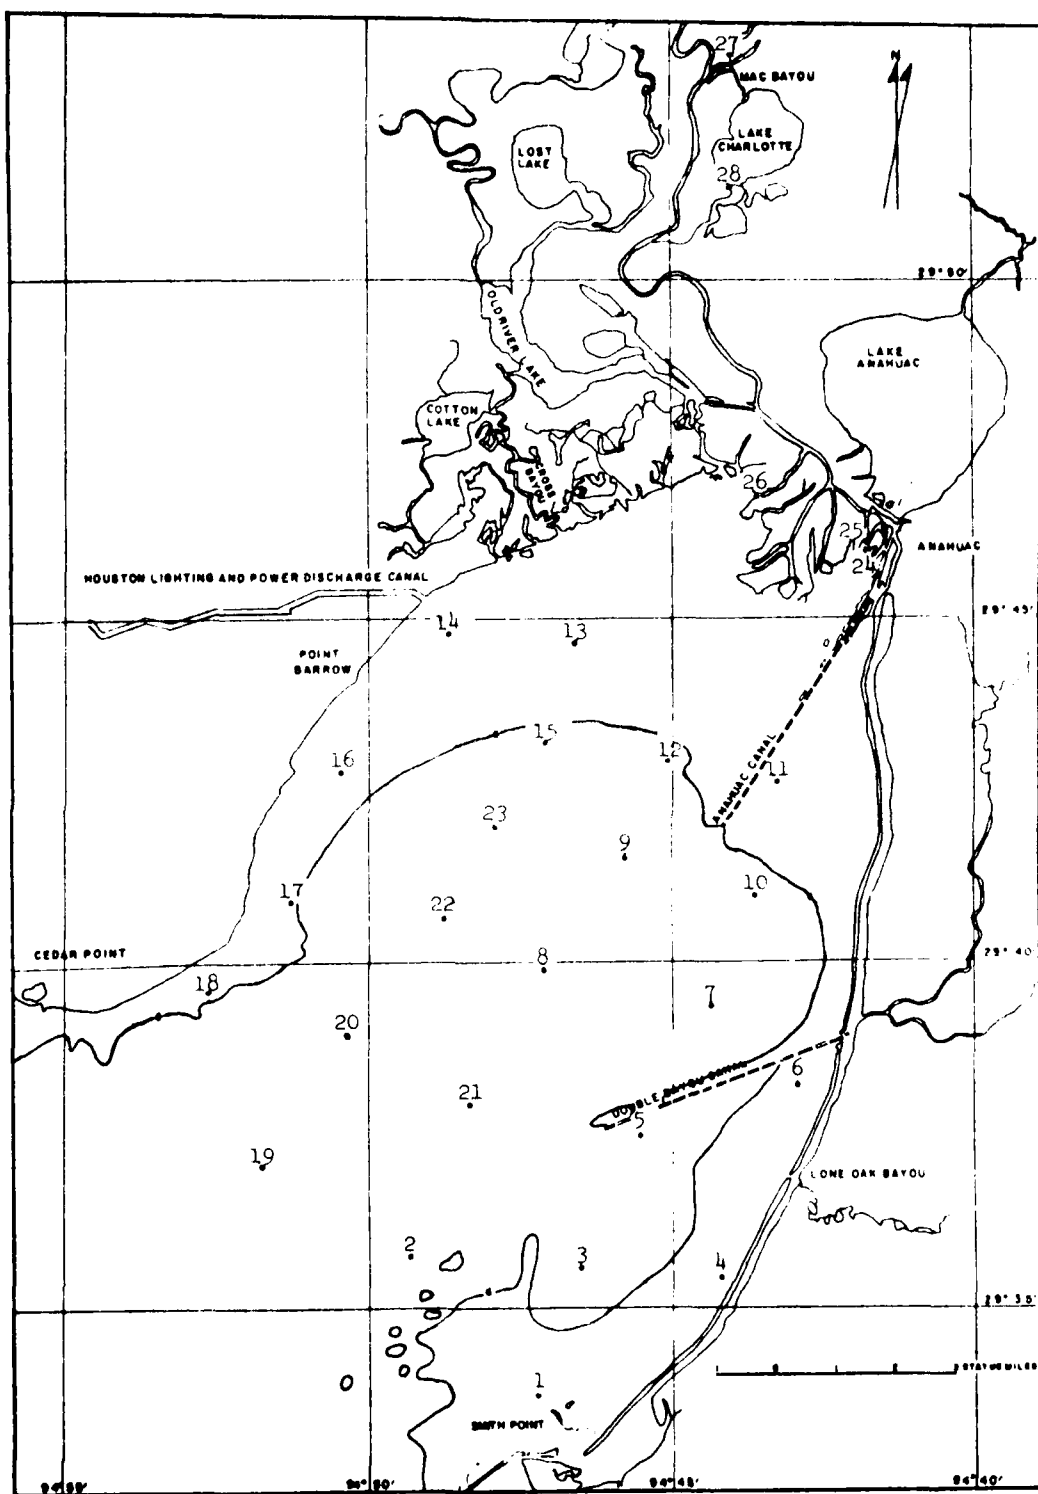 27
N
MAC BAYOU
LAKE
CHARLOTTE
LOST
LAKE
28
29° 50'
OLD RIVER LAKE
LAKE
ANAHUAC
COTTON
LAKE
CROSS
BAYOU
26
25
ANAHUAC
24
HOUSTON LIGHTING AND POWER DISCHARGE CANAL
29° 45'
14
13
POINT
BARROW
15
12
16
11
ANAHUAC CANAL
23
9
17
10
22
CEDAR POINT
8
29° 40'
18
7
20
6
21
DOUBLE BAYOU CANAL
5
19
LONE OAK BAYOU
2
3
4
29° 35'
STATUTE MILES
1
SMITH POINT
94° 55'
94° 50'
94° 45'
94° 40'